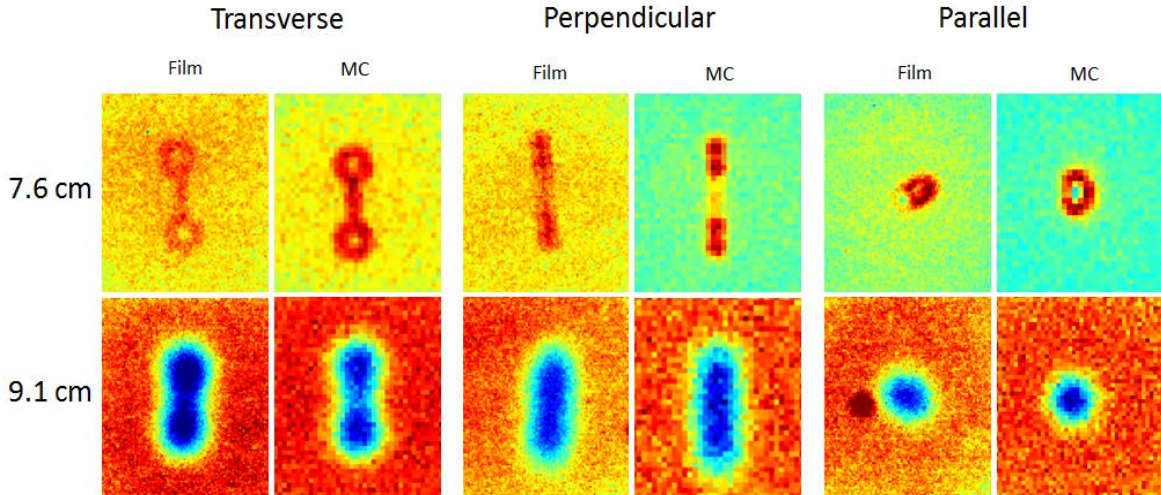 Transverse Perpendicular Parallel
Film MC Film MC Film MC
7.6 cm
9.1 cm